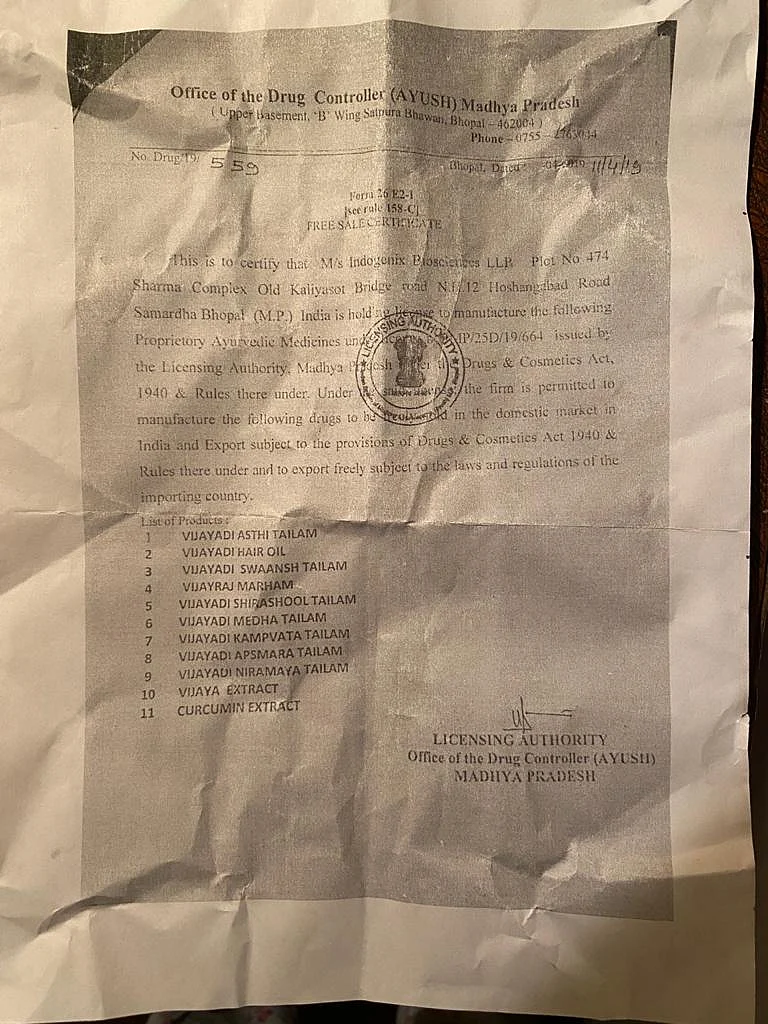 Office of the Drug Controller (AYUSH) Madhya Pradesh
( Upper Basement, 'B' Wing Satpura Bhawan, Bhopal – 462004 )
Phone – 0755 –
No. Drug/19/ 559 Bhopal, Dated : 11/4/19
Form 26 E2-I
[see rule 158-C]
FREE SALE CERTIFICATE
This is to certify that M/s Indogenix Biosciences LLP Plot No 474
Sharma Complex Old Kaliyasot Bridge road N.H.12 Hoshangabad Road
Samardha Bhopal (M.P.) India is holding license to manufacture the following
Proprietory Ayurvedic Medicines 25D/19/664 issued by
the Licensing Authority, Madhya Drugs & Cosmetics Act,
1940 & Rules there under. Under the firm is permitted to
manufacture the following drugs to be in the domestic market in
India and Export subject to the provisions of Drugs & Cosmetics Act 1940 &
Rules there under and to export freely subject to the laws and regulations of the
importing country.
List of Products :
1 VIJAYADI ASTHI TAILAM
2 VIJAYADI HAIR OIL
3 VIJAYADI SWAANSH TAILAM
4 VIJAYRAJ MARHAM
5 VIJAYADI SHIRASHOOL TAILAM
6 VIJAYADI MEDHA TAILAM
7 VIJAYADI KAMPVATA TAILAM
8 VIJAYADI APSMARA TAILAM
9 VIJAYADI NIRAMAYA TAILAM
10 VIJAYA EXTRACT
11 CURCUMIN EXTRACT
LICENSING AUTHORITY
LICENSING AUTHORITY
Office of the Drug Controller (AYUSH)
MADHYA PRADESH